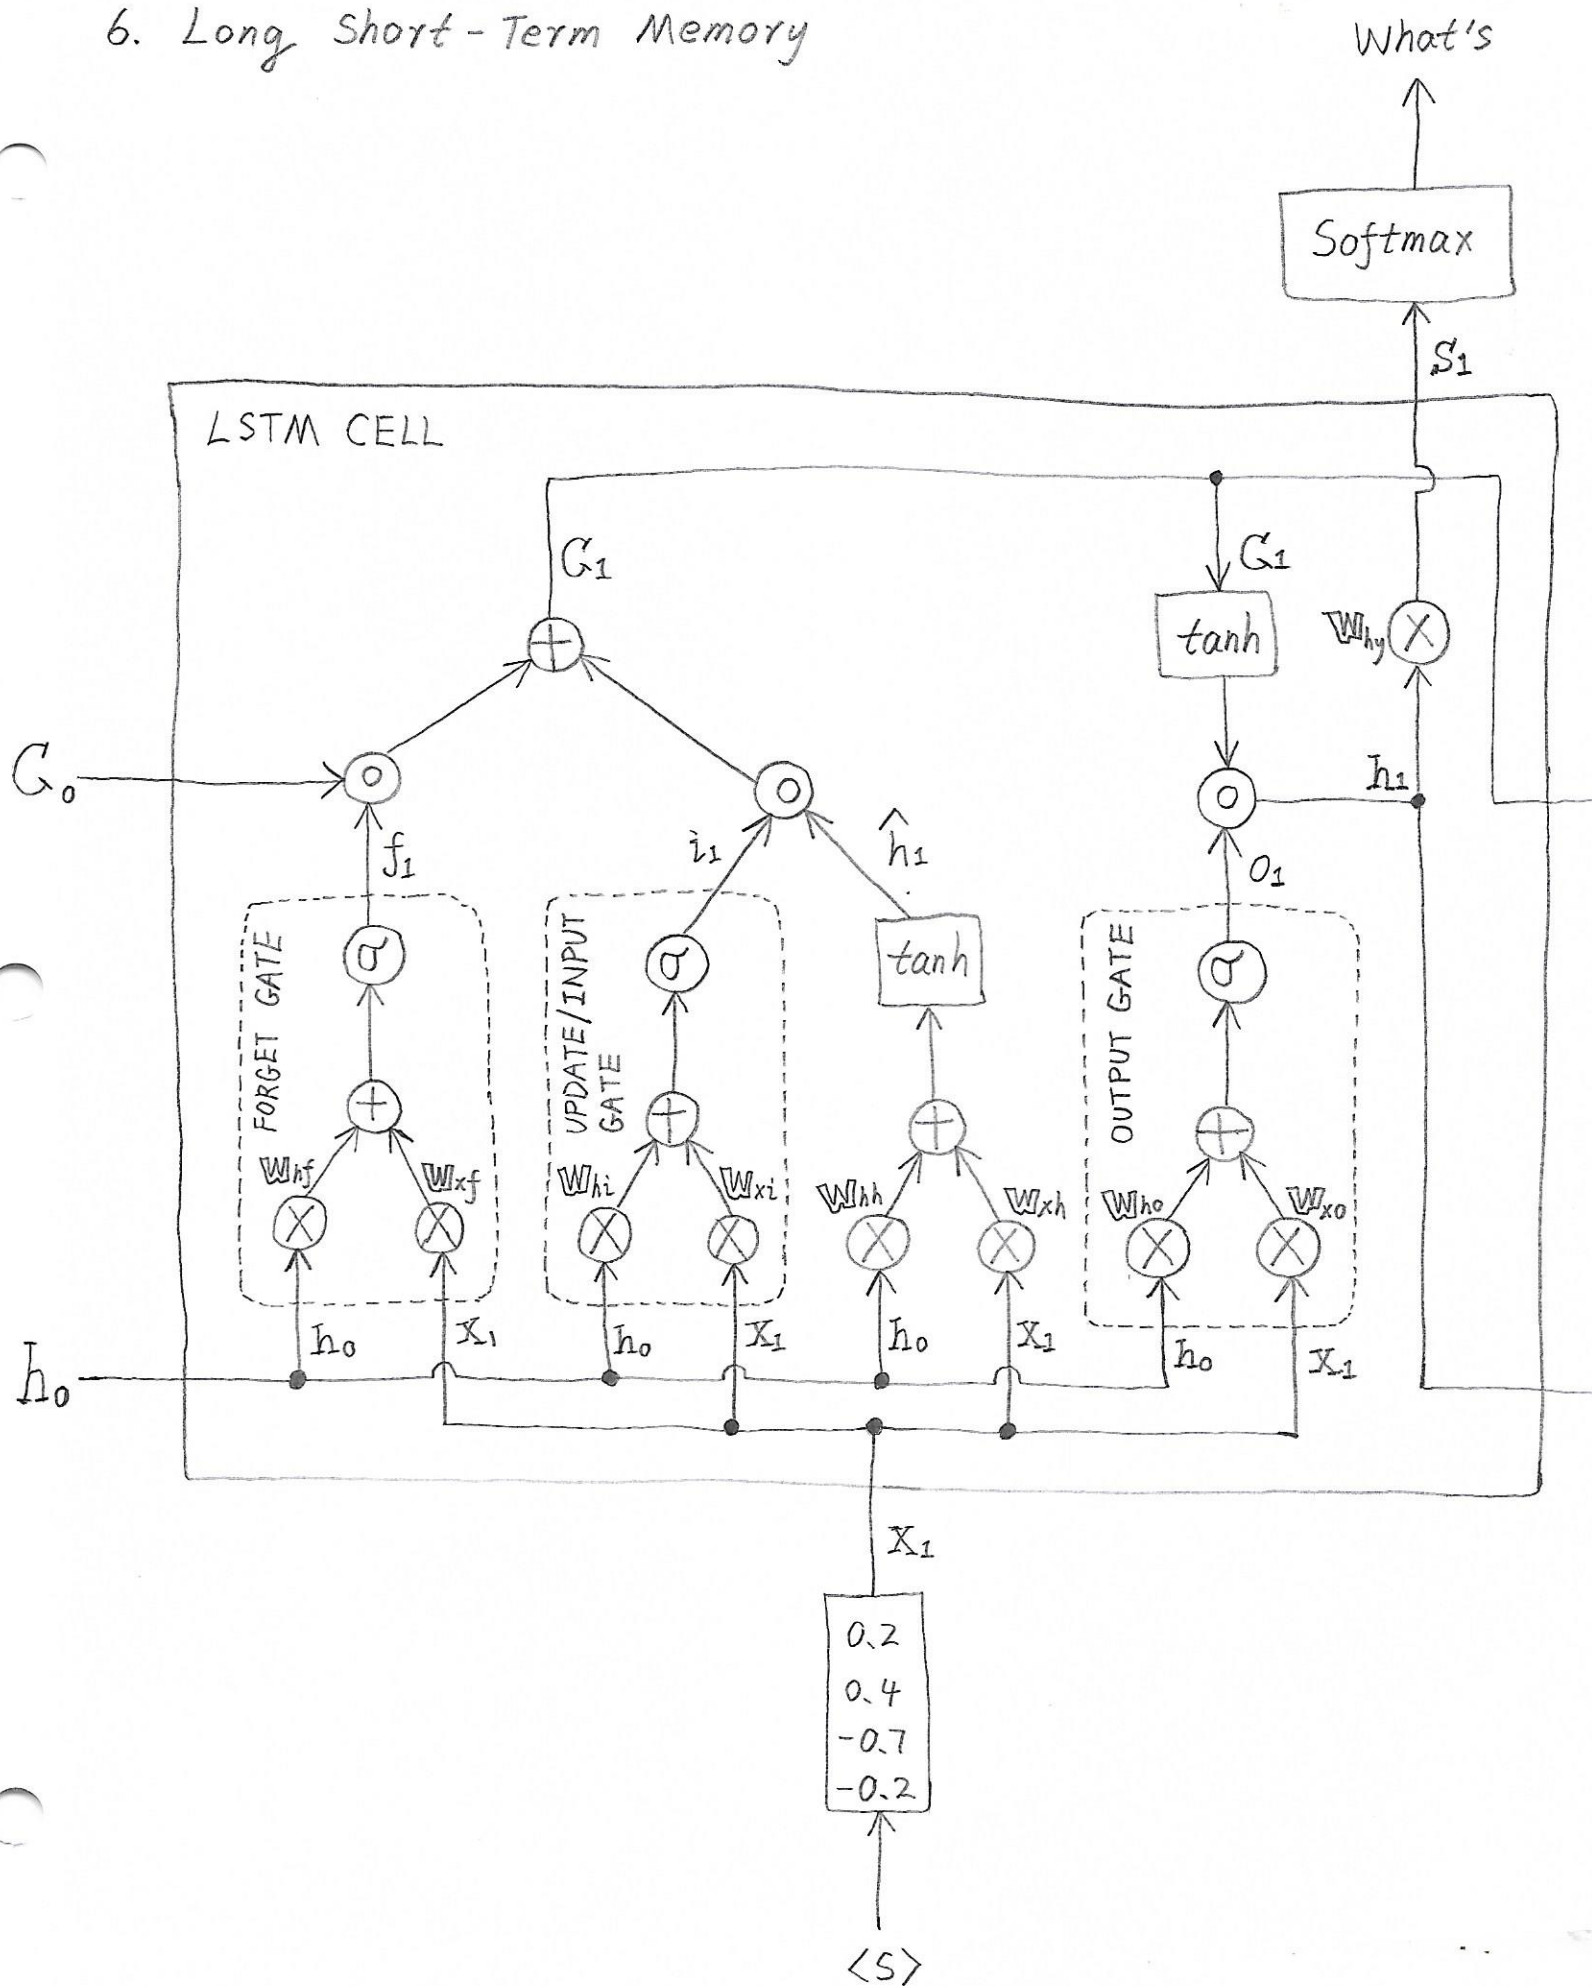 6. Long Short-Term Memory
What's
Softmax
S1
LSTM CELL
C1
C1
tanh
Why
C0
h1
f1
i1
ĥ1
O1
FORGET GATE
σ
UPDATE/INPUT
GATE
σ
tanh
OUTPUT GATE
σ
Whf
Wxf
Whi
Wxi
Whh
Wxh
Who
Wxo
h0
X1
h0
X1
h0
X1
h0
X1
h0
X1
0.2
0.4
-0.7
-0.2
<S>